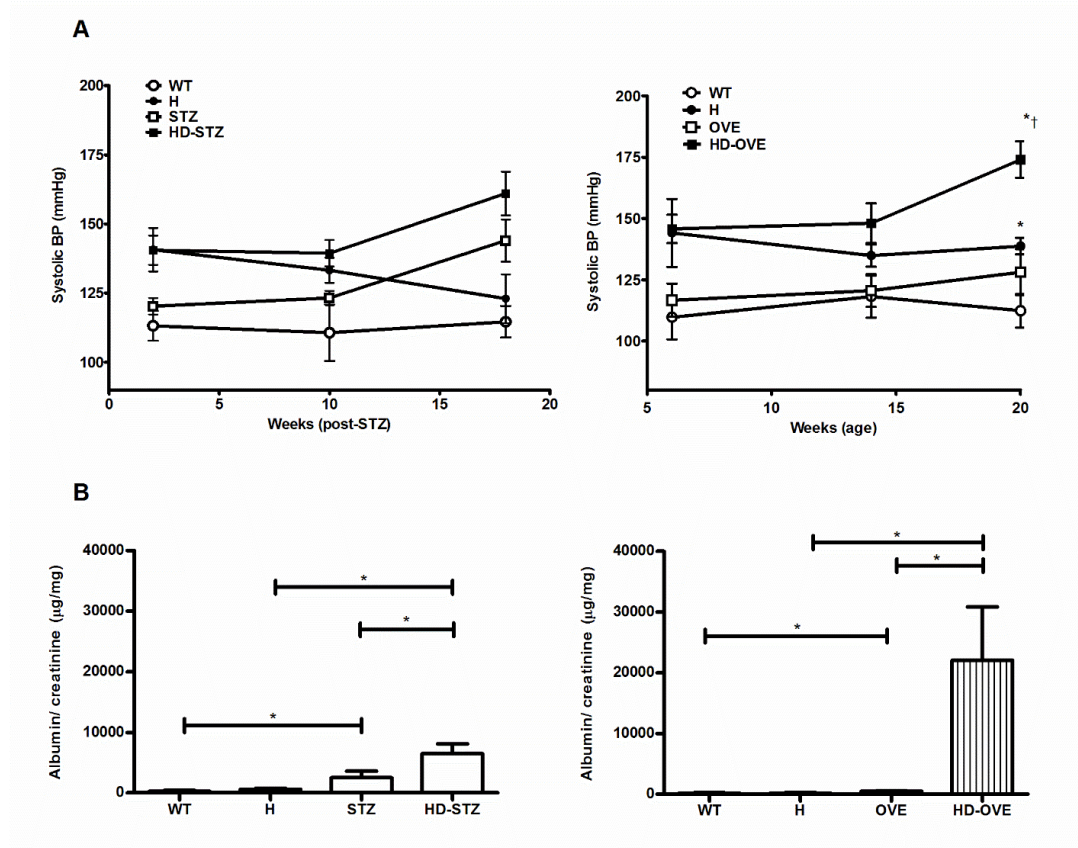 A
WT
H
STZ
HD-STZ
200
175
150
125
100
Systolic BP (mmHg)
0 5 10 15 20
Weeks (post-STZ)
WT
H
OVE
HD-OVE
200
175
150
125
100
Systolic BP (mmHg)
*†
*
5 10 15 20
Weeks (age)
B
40000
30000
20000
10000
0
Albumin/ creatinine (µg/mg)
*
*
*
WT H STZ HD-STZ
40000
30000
20000
10000
0
Albumin/ creatinine (µg/mg)
*
*
*
WT H OVE HD-OVE